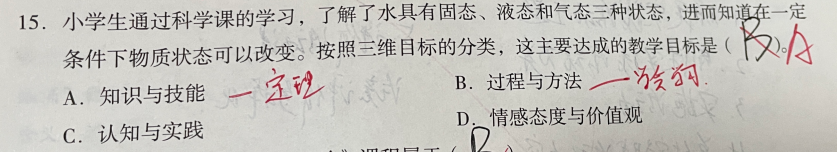 15. 小学生通过科学课的学习，了解了水具有固态、液态和气态三种状态，进而知道在一定
条件下物质状态可以改变。按照三维目标的分类，这主要达成的教学目标是（ B ）。A
A. 知识与技能 — 定理
B. 过程与方法 — 实验
C. 认知与实践
D. 情感态度与价值观
B